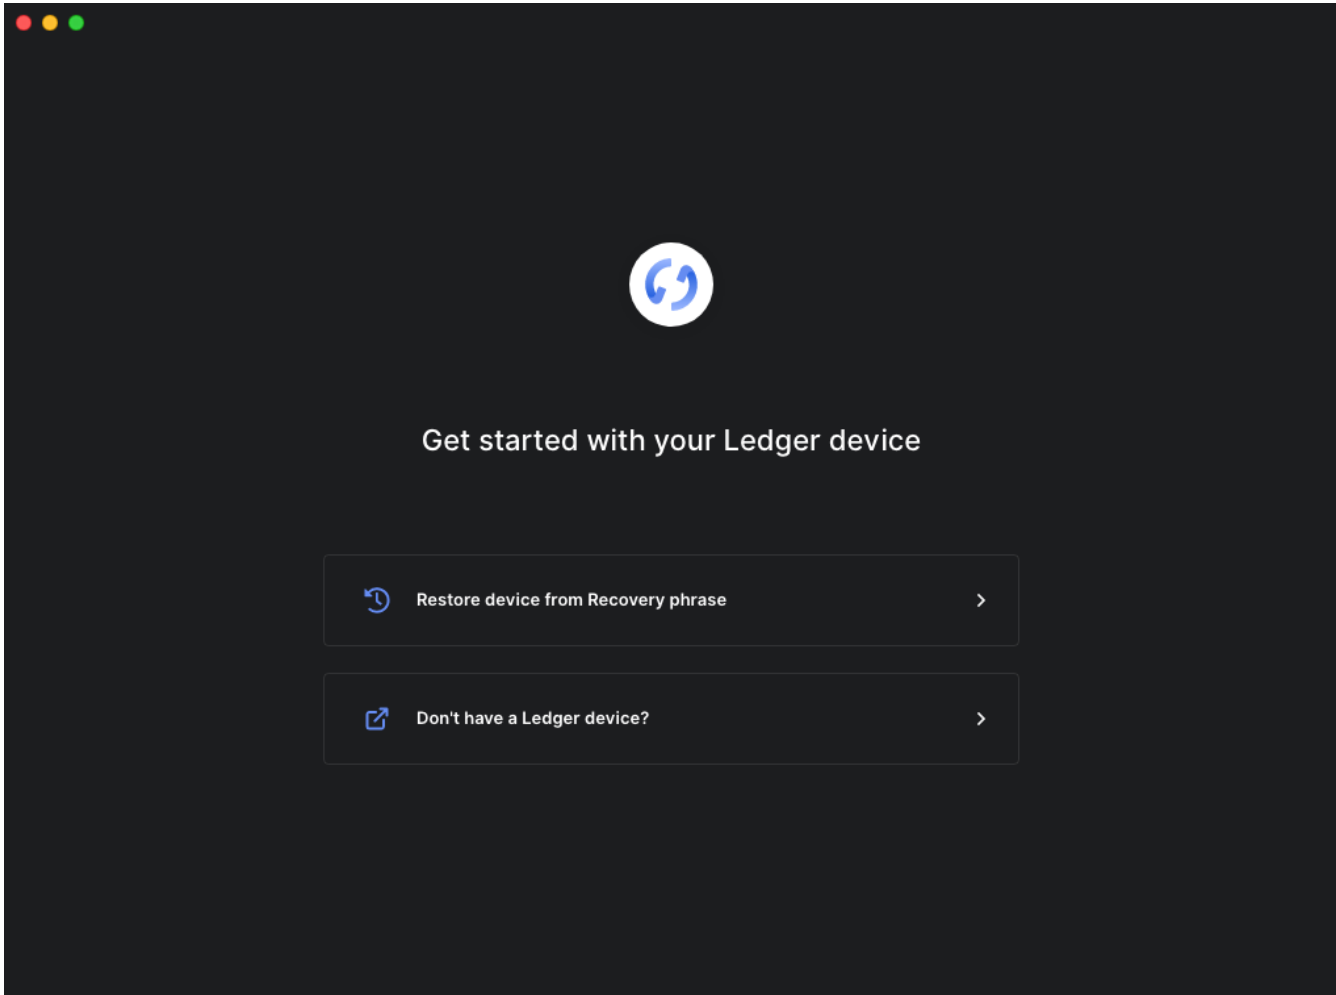 Get started with your Ledger device
Restore device from Recovery phrase
Don't have a Ledger device?